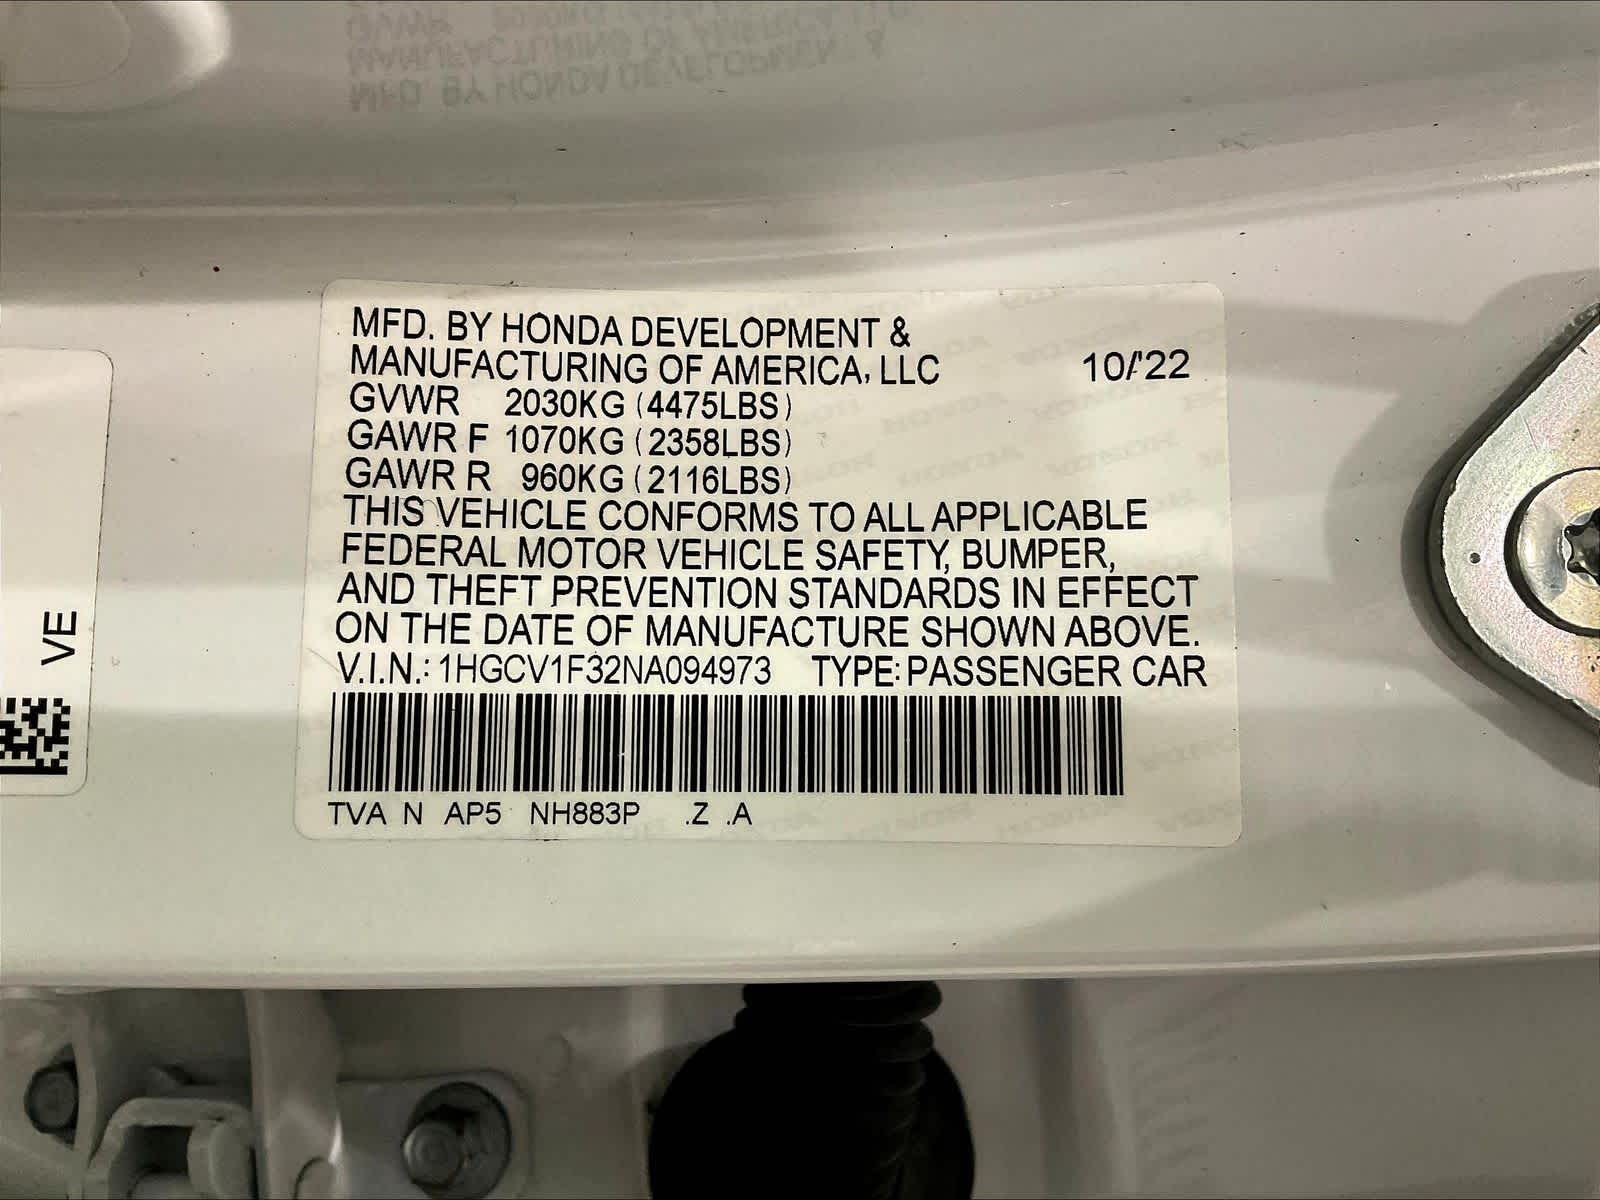 MFD. BY HONDA DEVELOPMENT &
MANUFACTURING OF AMERICA, LLC 10/22
GVWR 2030KG (4475LBS)
GAWR F 1070KG (2358LBS)
GAWR R 960KG (2116LBS)
THIS VEHICLE CONFORMS TO ALL APPLICABLE
FEDERAL MOTOR VEHICLE SAFETY, BUMPER,
AND THEFT PREVENTION STANDARDS IN EFFECT
ON THE DATE OF MANUFACTURE SHOWN ABOVE.
V.I.N.: 1HGCV1F32NA094973 TYPE: PASSENGER CAR
TVA N AP5 NH883P .Z .A
VE